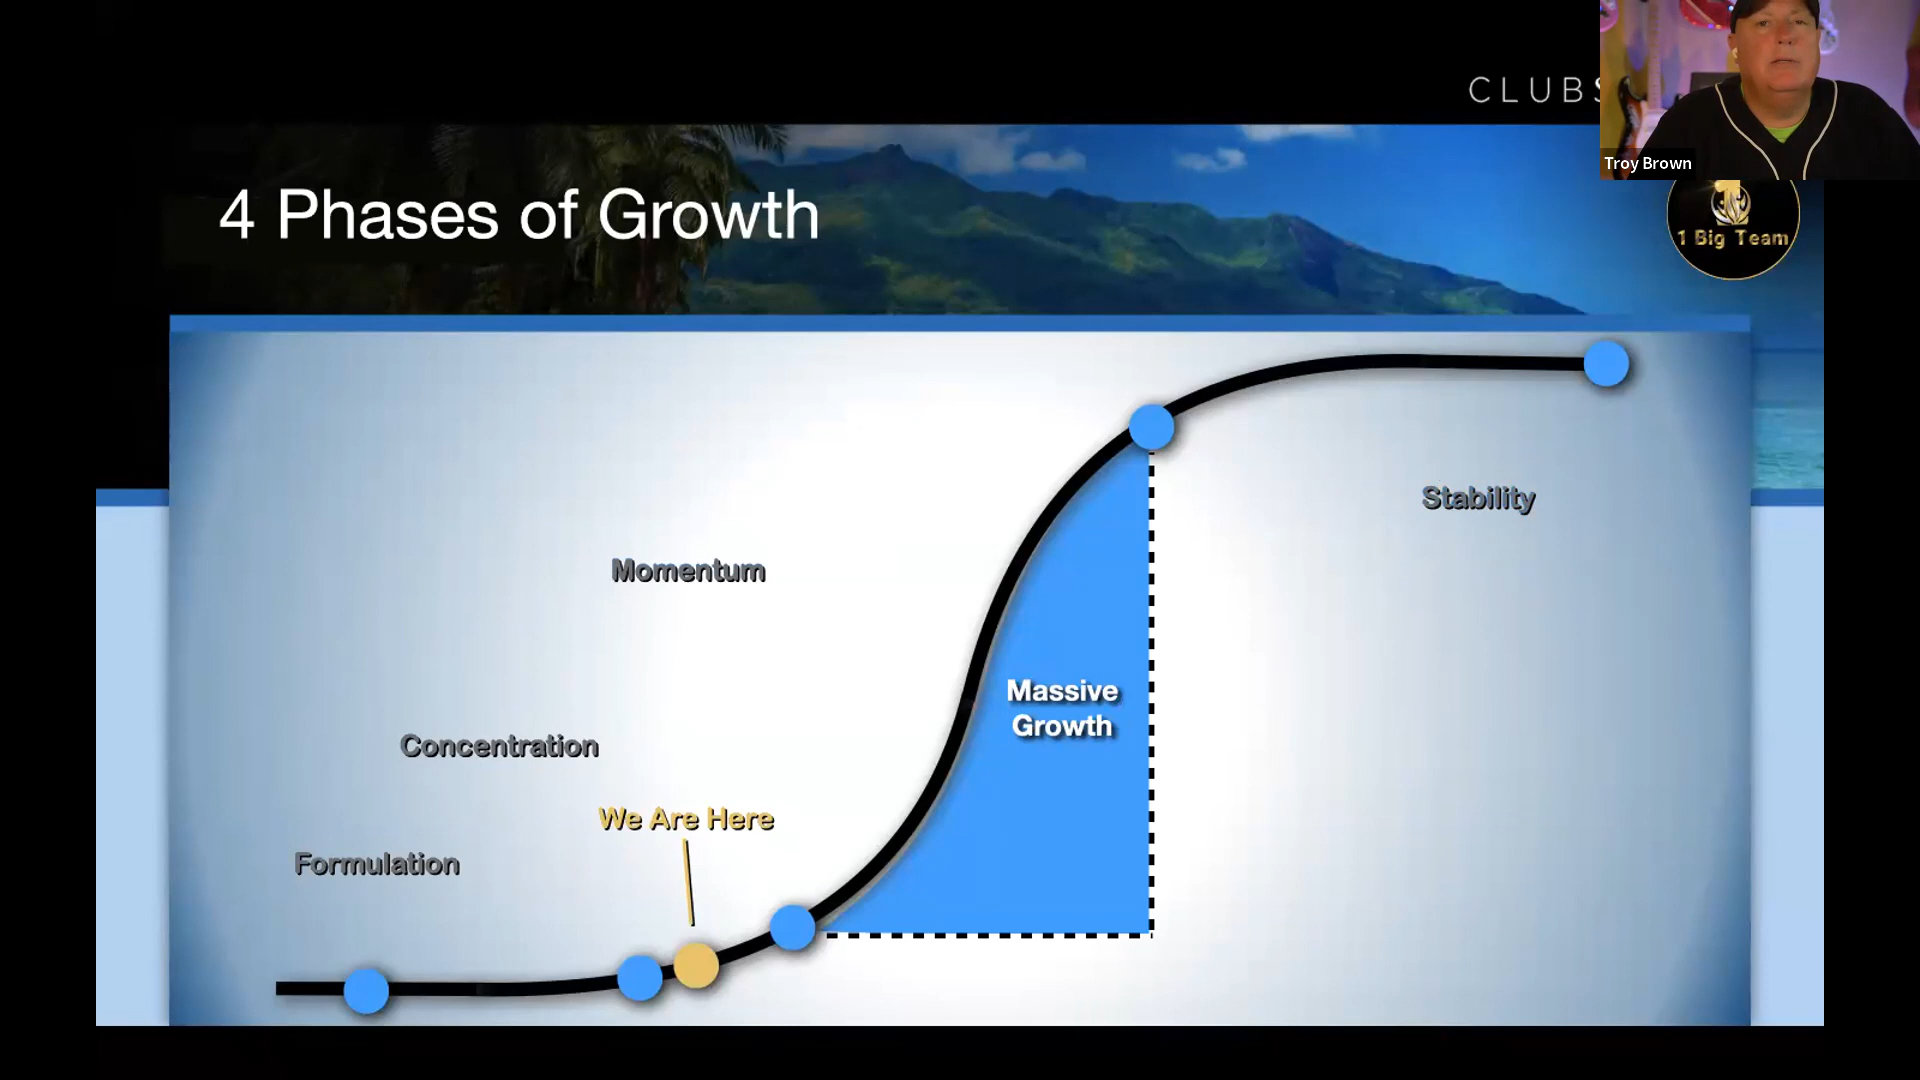 CLUBS
Troy Brown
4 Phases of Growth
1 Big Team
Stability
Momentum
Massive
Growth
Concentration
We Are Here
Formulation